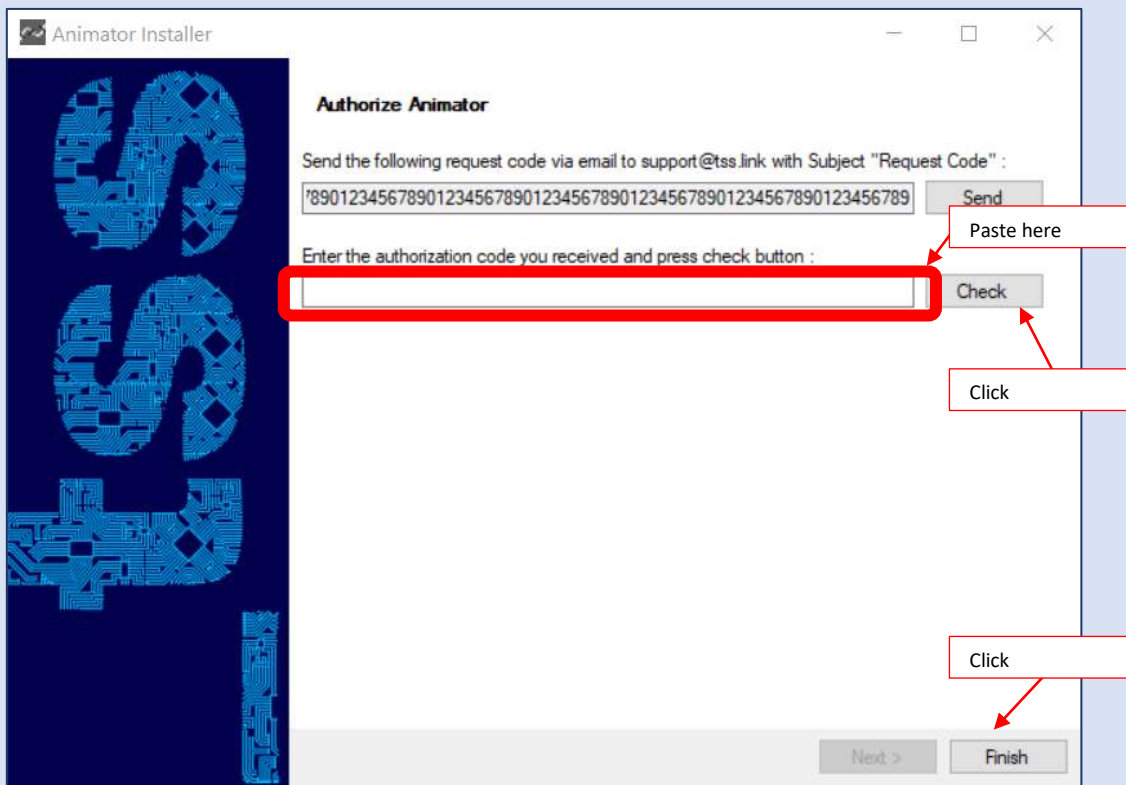 Animator Installer
Authorize Animator
Send the following request code via email to support@tss.link with Subject "Request Code" :
89012345678901234567890123456789012345678901234567890123456789
Send
Paste here
Enter the authorization code you received and press check button :
Check
Click
Click
Next >
Finish